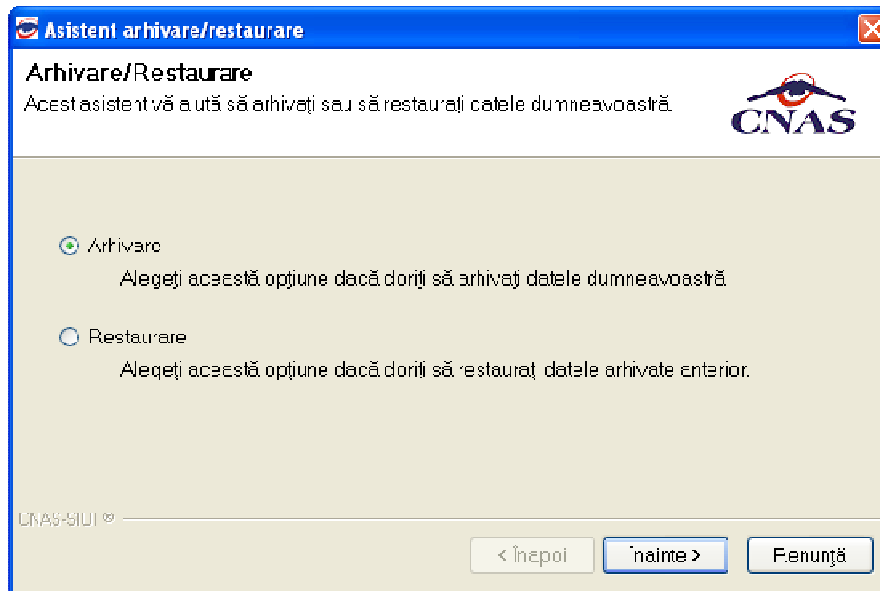 Asistent arhivare/restaurare
Arhivare/Restaurare
Acest asistent vă ajută să arhivați sau să restaurați datele dumneavoastră.
CNAS
Arhivare
Alegeți această opțiune dacă doriți să arhivați datele dumneavoastră
Restaurare
Alegeți această opțiune dacă doriți să restaurați datele arhivate anterior.
CNAS-SIUI ®
< Înapoi
Înainte >
Renunță